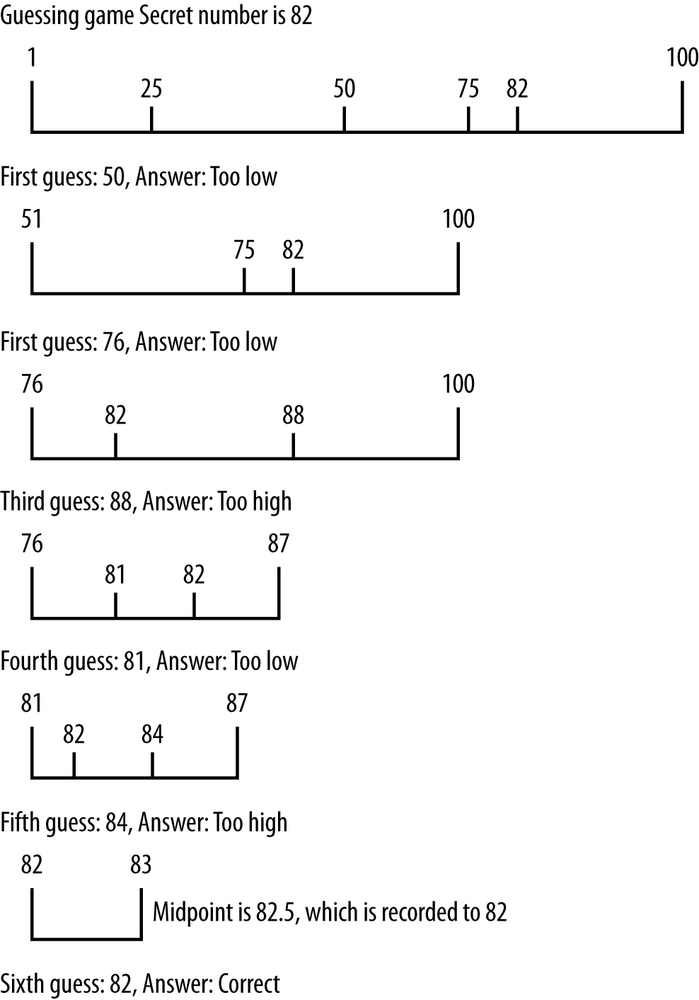 Guessing game Secret number is 82
1 100
25 50 75 82
First guess: 50, Answer: Too low
51 100
75 82
First guess: 76, Answer: Too low
76 100
82 88
Third guess: 88, Answer: Too high
76 87
81 82
Fourth guess: 81, Answer: Too low
81 87
82 84
Fifth guess: 84, Answer: Too high
82 83
Midpoint is 82.5, which is recorded to 82
Sixth guess: 82, Answer: Correct